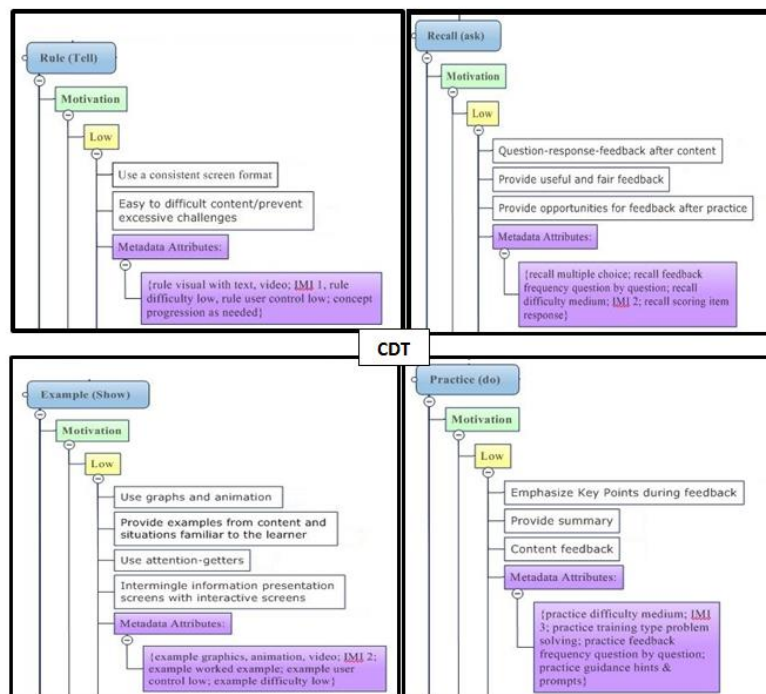 Rule (Tell)
Motivation
Low
Use a consistent screen format
Easy to difficult content/prevent
excessive challenges
Metadata Attributes:
{rule visual with text, video; IMI 1, rule
difficulty low, rule user control low; concept
progression as needed}
Recall (ask)
Motivation
Low
Question-response-feedback after content
Provide useful and fair feedback
Provide opportunities for feedback after practice
Metadata Attributes:
{recall multiple choice; recall feedback
frequency question by question; recall
difficulty medium; IMI 2; recall scoring item
response}
CDT
Example (Show)
Motivation
Low
Use graphs and animation
Provide examples from content and
situations familiar to the learner
Use attention-getters
Intermingle information presentation
screens with interactive screens
Metadata Attributes:
{example graphics, animation, video; IMI 2;
example worked example; example user
control low; example difficulty low}
Practice (do)
Motivation
Low
Emphasize Key Points during feedback
Provide summary
Content feedback
Metadata Attributes:
{practice difficulty medium; IMI
3; practice training type problem
solving; practice feedback
frequency question by question;
practice guidance hints &
prompts}